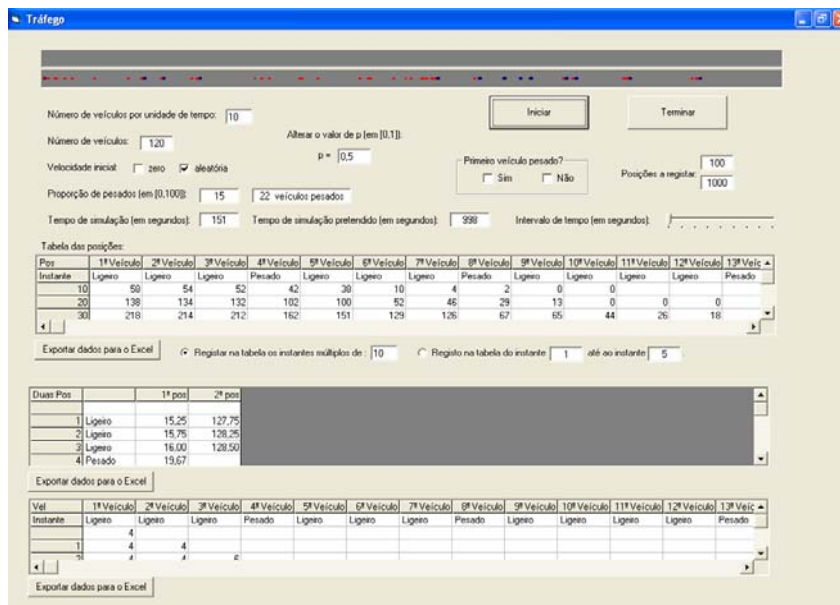 Tráfego
Número de veículos por unidade de tempo: 10
Iniciar Terminar
Alterar o valor de p (em [0,1]):
Número de veículos: 120
p = 0,5
Primeiro veículo pesado?
100
Velocidade inicial: zero aleatória
Sim Não
Posições a registar:
1000
Proporção de pesados (em [0,100]): 15 22 veículos pesados
Tempo de simulação (em segundos): 151 Tempo de simulação pretendido (em segundos): 998 Intervalo de tempo (em segundos):
Tabela das posições:
Pos 1º Veículo 2º Veículo 3º Veículo 4º Veículo 5º Veículo 6º Veículo 7º Veículo 8º Veículo 9º Veículo 10º Veículo 11º Veículo 12º Veículo 13º Veíc
Instante Ligeiro Ligeiro Ligeiro Pesado Ligeiro Ligeiro Ligeiro Pesado Ligeiro Ligeiro Ligeiro Ligeiro Pesado
10 54 52 42 38 10 4 2 0 0
20 138 134 132 102 100 52 46 29 13 0 0 0
30 218 214 212 162 151 129 126 67 65 44 26 18
Exportar dados para o Excel Registar na tabela os instantes múltiplos de : 10 Registo na tabela do instante 1 até ao instante 5 .
Duas Pos 1ª pos 2ª pos
1 Ligeiro 15,25 127,75
2 Ligeiro 15,75 128,25
3 Ligeiro 16,00 128,50
4 Pesado 19,67
Exportar dados para o Excel
Vel 1º Veículo 2º Veículo 3º Veículo 4º Veículo 5º Veículo 6º Veículo 7º Veículo 8º Veículo 9º Veículo 10º Veículo 11º Veículo 12º Veículo 13º Veíc
Instante Ligeiro Ligeiro Ligeiro Pesado Ligeiro Ligeiro Ligeiro Pesado Ligeiro Ligeiro Ligeiro Ligeiro Pesado
4
1 4 4
Exportar dados para o Excel